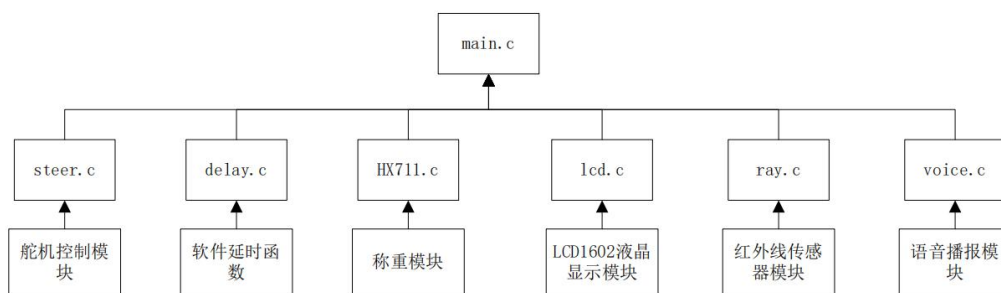 main.c
steer.c
delay.c
HX711.c
lcd.c
ray.c
voice.c
舵机控制模
块
软件延时函
数
称重模块
LCD1602液晶
显示模块
红外线传感
器模块
语音播报模
块